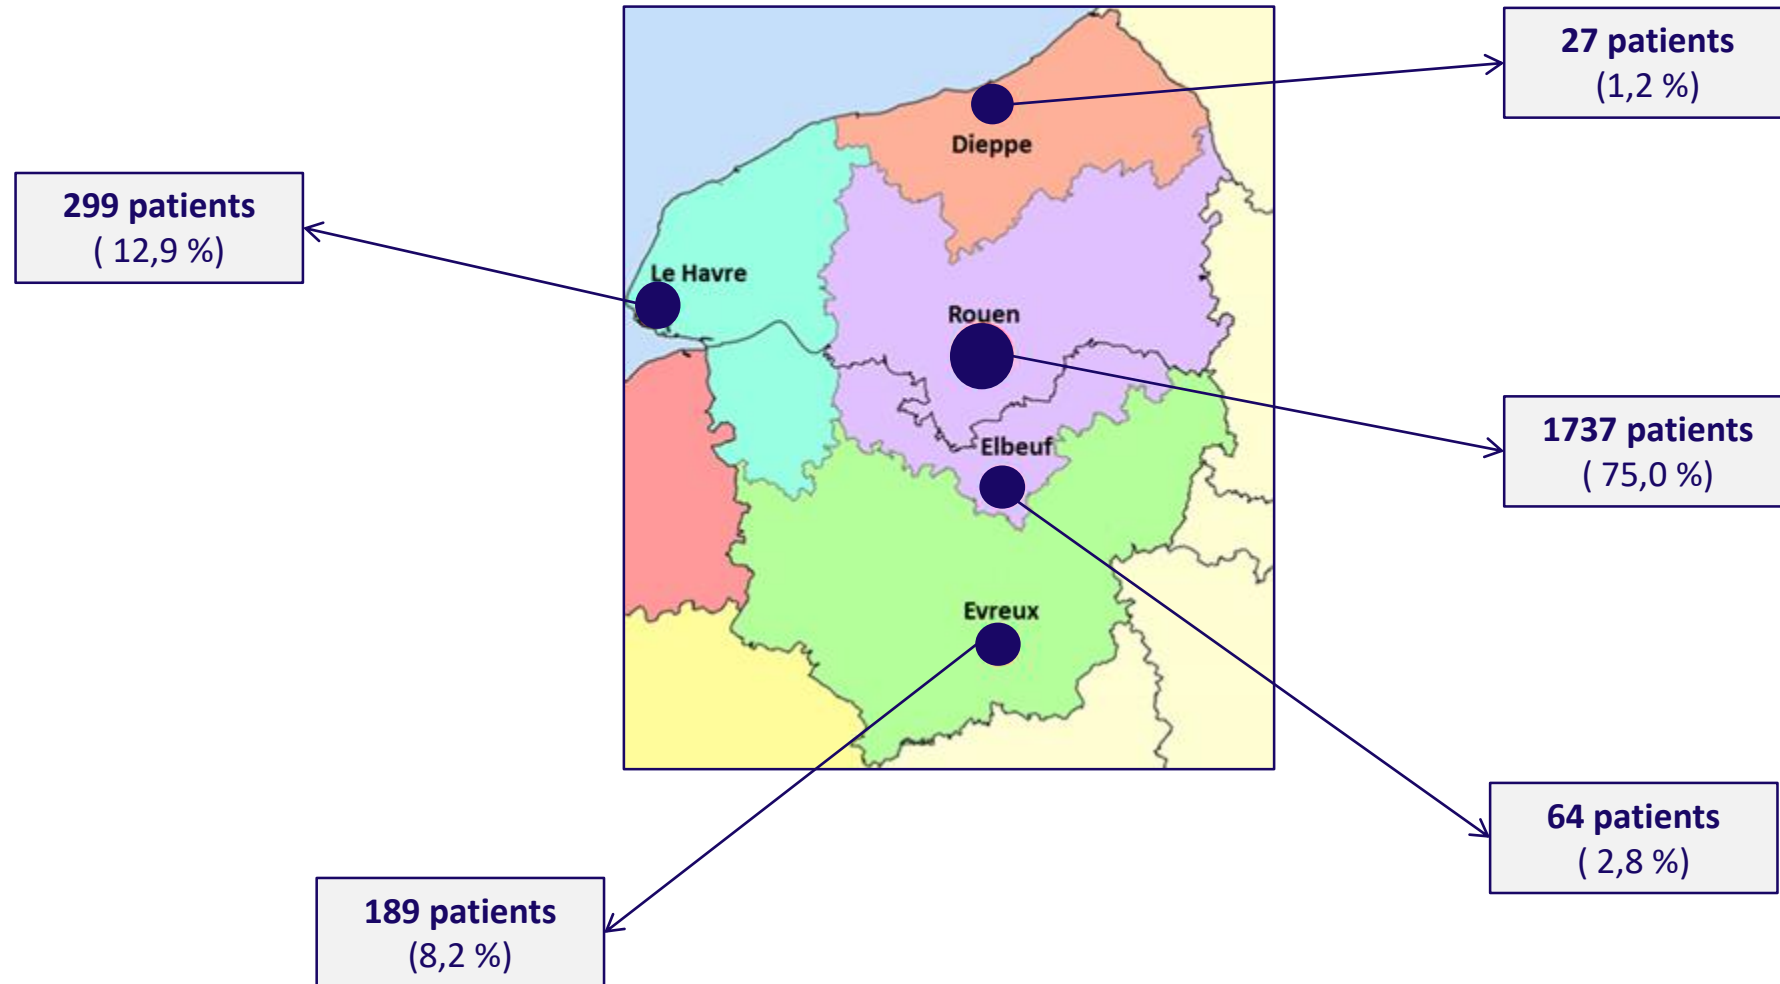 27 patients
(1,2 %)
Dieppe
299 patients
( 12,9 %)
Le Havre
Rouen
1737 patients
( 75,0 %)
Elbeuf
Evreux
64 patients
( 2,8 %)
189 patients
(8,2 %)